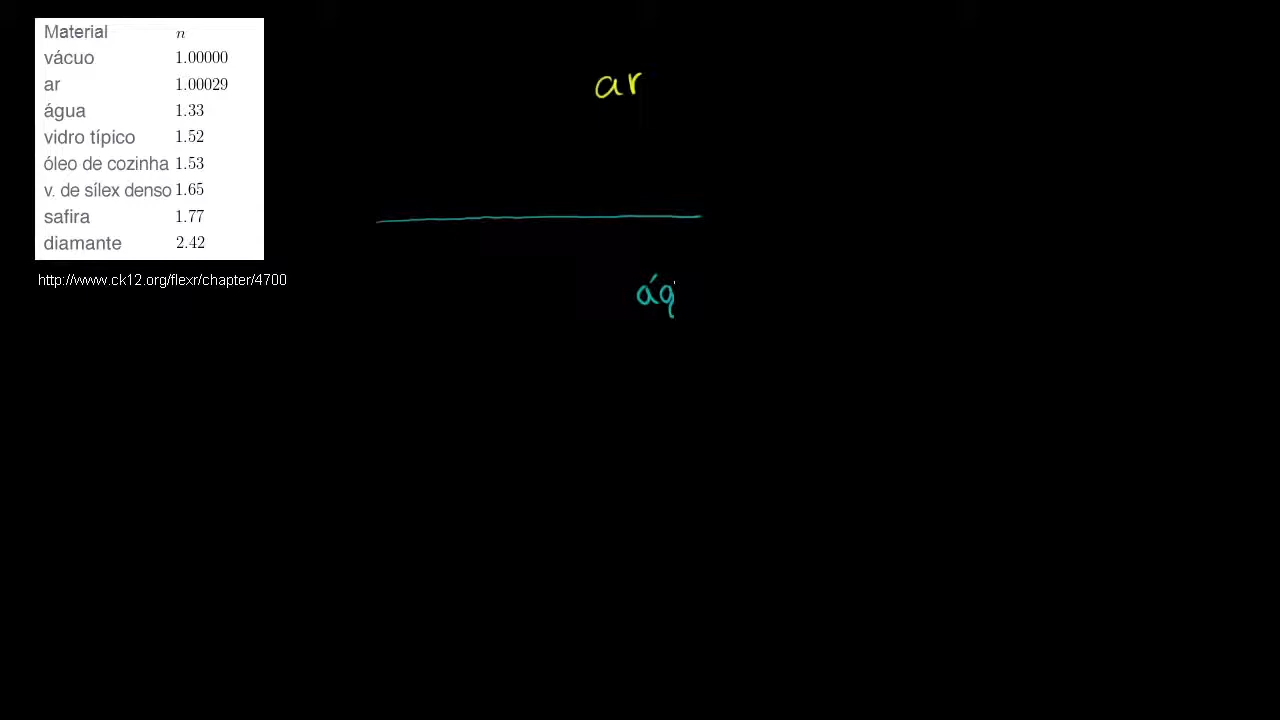 Material n
vácuo 1.00000
ar 1.00029
água 1.33
vidro típico 1.52
óleo de cozinha 1.53
v. de sílex denso 1.65
safira 1.77
diamante 2.42
http://www.ck12.org/flexr/chapter/4700
ar
ág